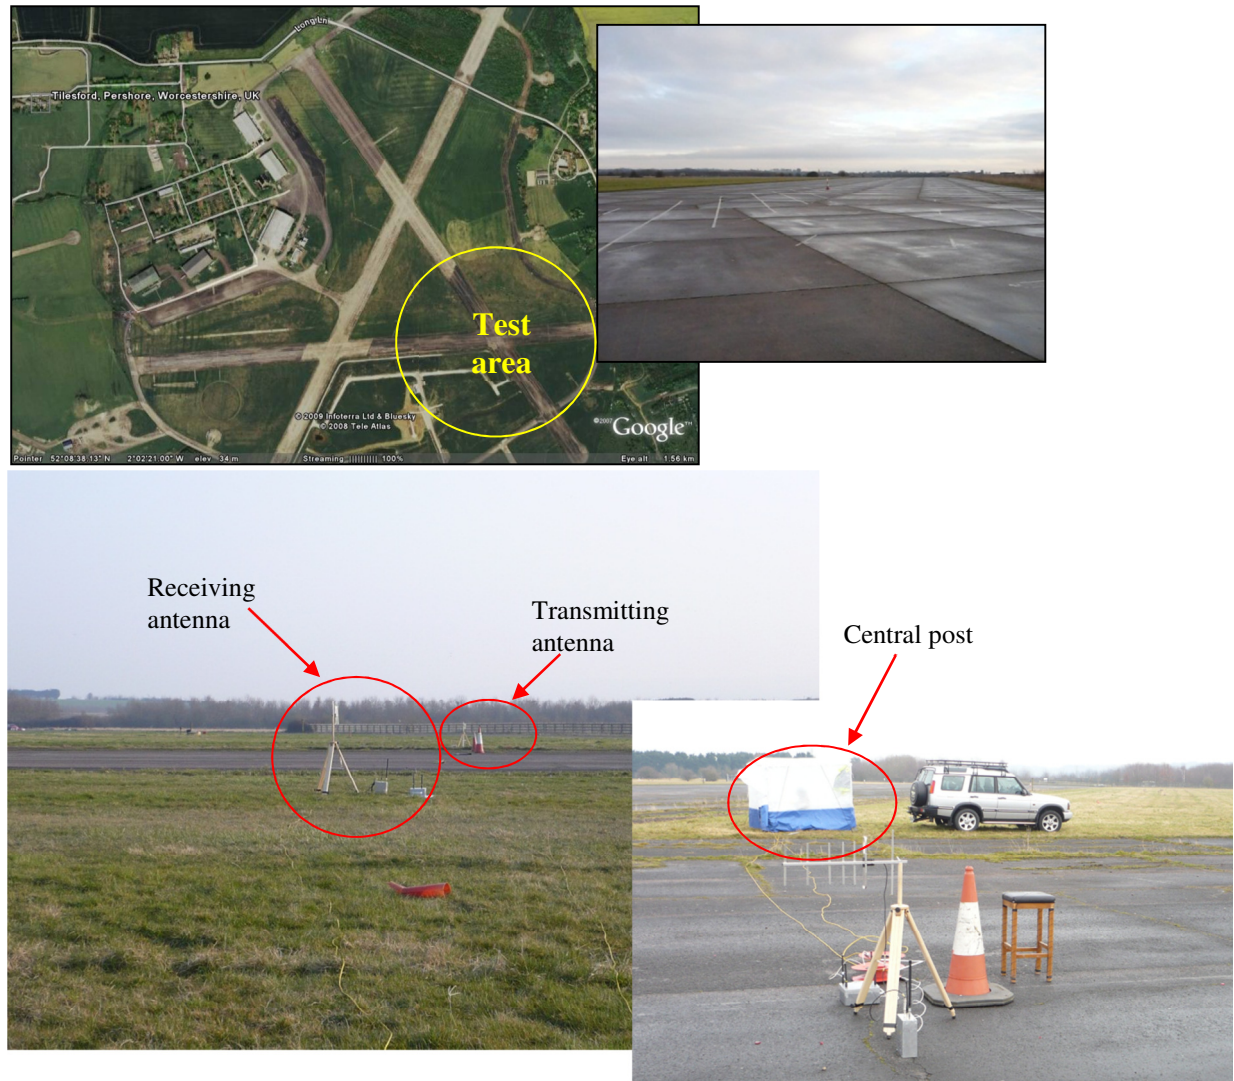 Long Ln
Tilesford, Pershore, Worcestershire, UK
Test
area
© 2009 Infoterra Ltd & Bluesky
© 2008 Tele Atlas
©2007 Google™
Pointer 52°08'38.13" N 2°02'21.00" W elev 34 m Streaming |||||||||| 100% Eye alt 1.56 km
Receiving
antenna
Transmitting
antenna
Central post